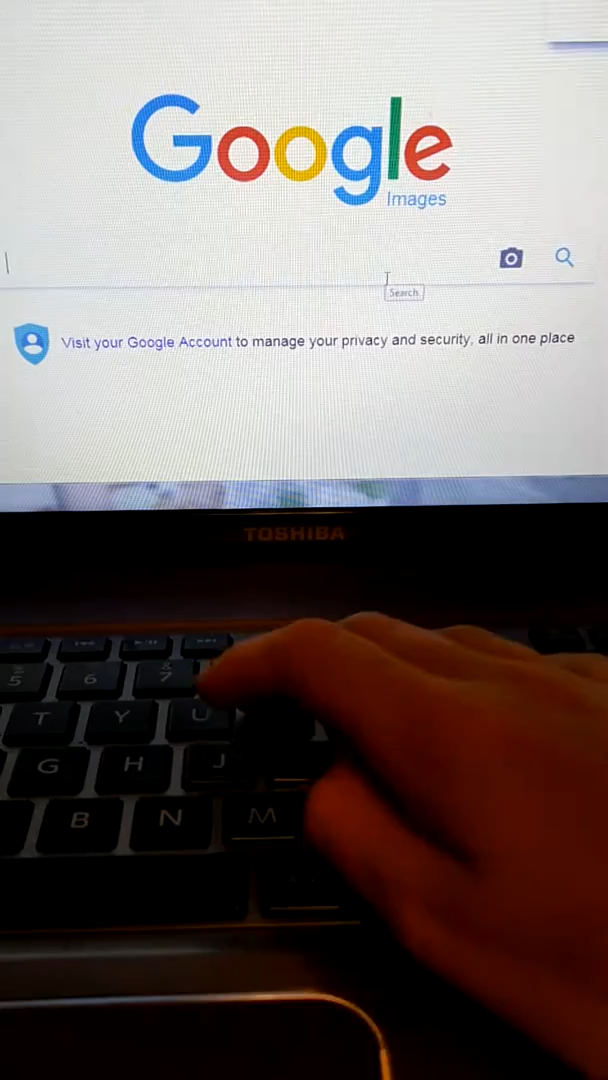 Google
Images
Search
Visit your Google Account to manage your privacy and security, all in one place
TOSHIBA
5 6 & 7
T Y U
G H J
B N M